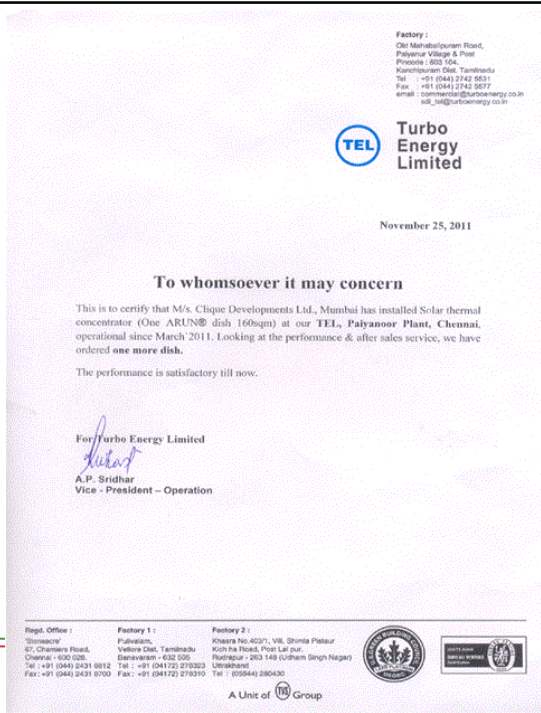 Factory :
Old Mahabalipuram Road,
Paiyanur Village & Post
Pincode : 603 104.
Kanchipuram Dist. Tamilnadu
Tel : +91 (044) 2742 5531
Fax : +91 (044) 2742 5577
email : commercial@turboenergy.co.in
sdl_tel@turboenergy.co.in
TEL
Turbo
Energy
Limited
November 25, 2011
To whomsoever it may concern
This is to certify that M/s. Clique Developments Ltd., Mumbai has installed Solar thermal
concentrator (One ARUN® dish 160sqm) at our TEL, Paiyanoor Plant, Chennai,
operational since March'2011. Looking at the performance & after sales service, we have
ordered one more dish.
The performance is satisfactory till now.
For Turbo Energy Limited
A.P. Sridhar
Vice - President – Operation
Regd. Office :
'Stoneacre'
67, Chamiers Road,
Chennai - 600 028.
Tel : +91 (044) 2431 0812
Fax : +91 (044) 2431 0700
Factory 1 :
Pulivalam,
Vellore Dist, Tamilnadu
Banavaram - 632 505
Tel : +91 (04172) 278323
Fax : +91 (04172) 278310
Factory 2 :
Khasra No.403/1, Vill. Shimla Pistaur
Kich ha Road, Post Lal pur.
Rudrapur - 263 148 (Udham Singh Nagar)
Uttrakhand
Tel : (05944) 280430
USGBC
A Unit of TVS Group